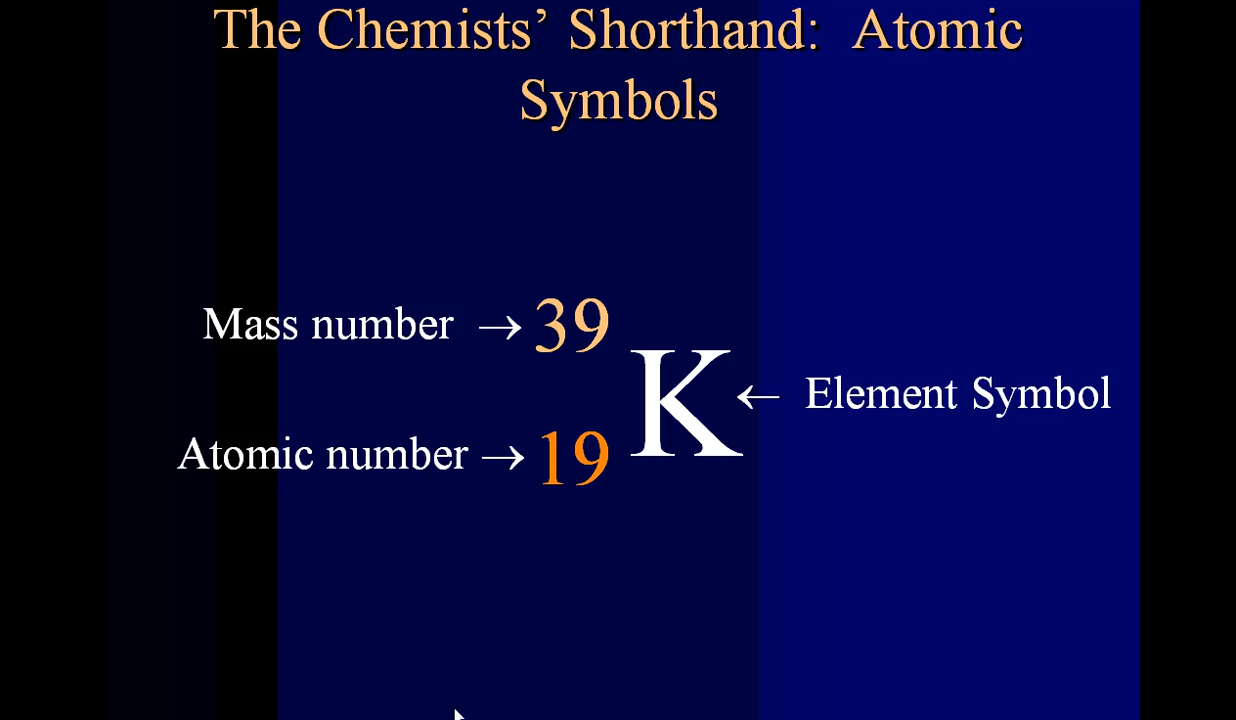 The Chemists’ Shorthand: Atomic
Symbols
Mass number → 39
K ← Element Symbol
Atomic number → 19